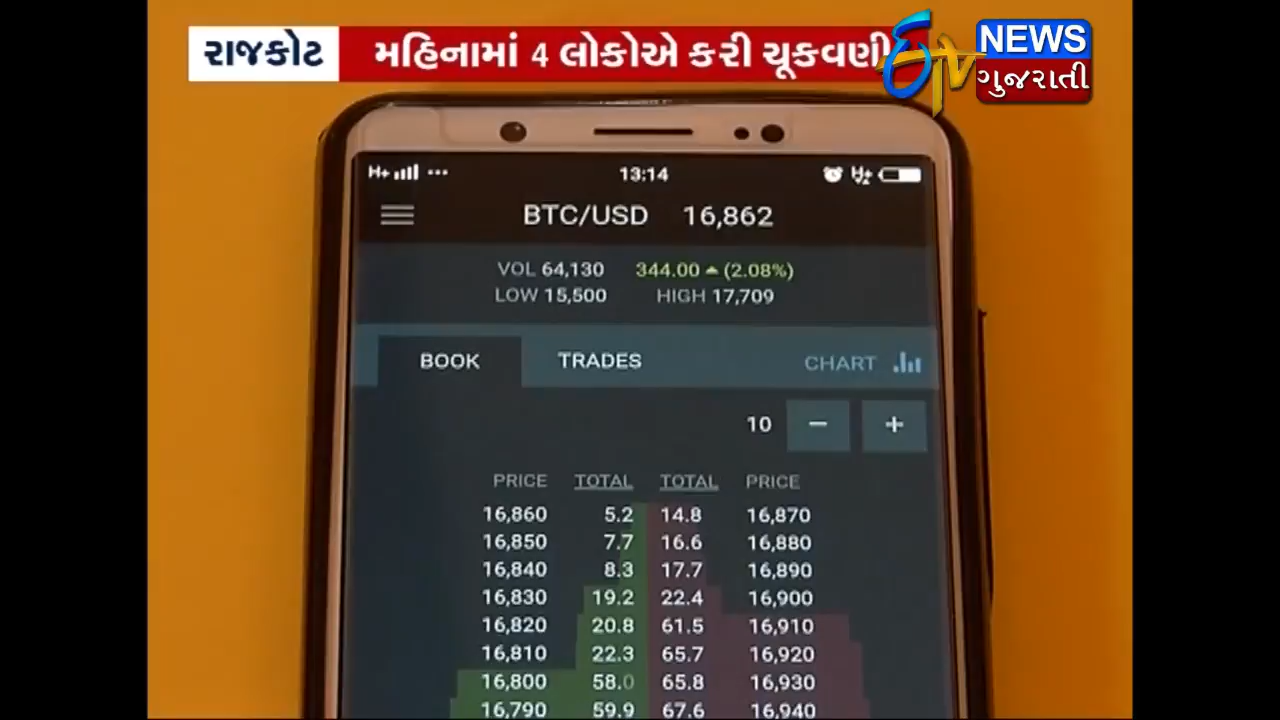 રાજકોટ મહિનામાં 4 લોકોએ કરી ચૂકવણી
ETV NEWS
ગુજરાતી
H+ 13:14
BTC/USD 16,862
VOL 64,130 344.00 (2.08%)
LOW 15,500 HIGH 17,709
BOOK TRADES CHART
10 − +
PRICE TOTAL TOTAL PRICE
16,860 5.2 14.8 16,870
16,850 7.7 16.6 16,880
16,840 8.3 17.7 16,890
16,830 19.2 22.4 16,900
16,820 20.8 61.5 16,910
16,810 22.3 65.7 16,920
16,800 58.0 65.8 16,930
16,790 59.9 67.6 16,940